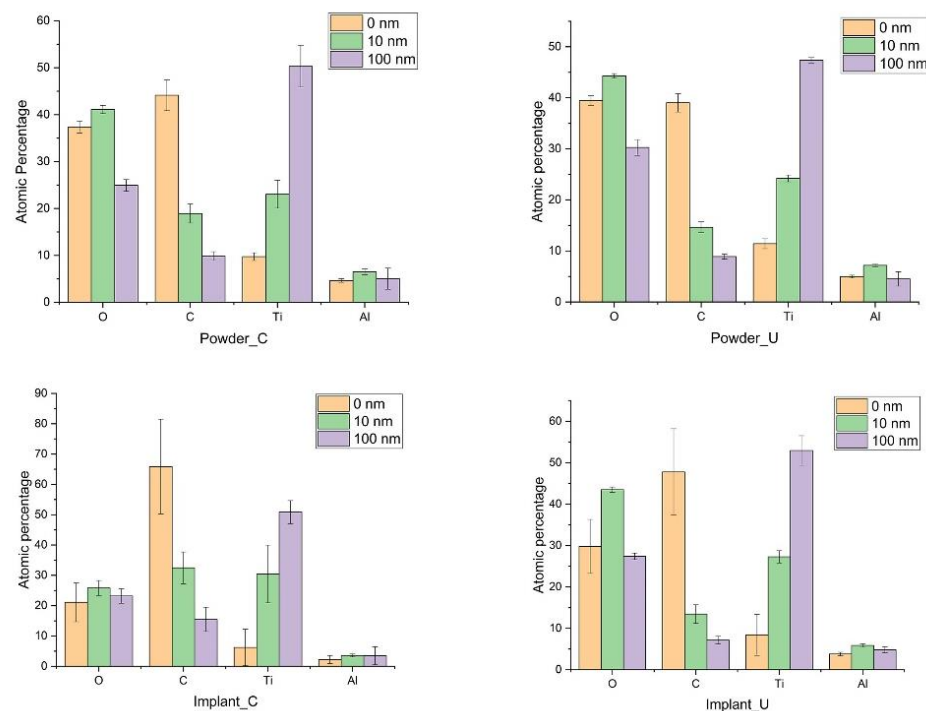 60
50
40
30
20
10
0
Atomic Percentage
0 nm
10 nm
100 nm
O C Ti Al
Powder_C
50
40
30
20
10
0
Atomic percentage
0 nm
10 nm
100 nm
O C Ti Al
Powder_U
90
80
70
60
50
40
30
20
10
0
Atomic percentage
0 nm
10 nm
100 nm
O C Ti Al
Implant_C
60
50
40
30
20
10
0
Atomic percentage
0 nm
10 nm
100 nm
O C Ti Al
Implant_U